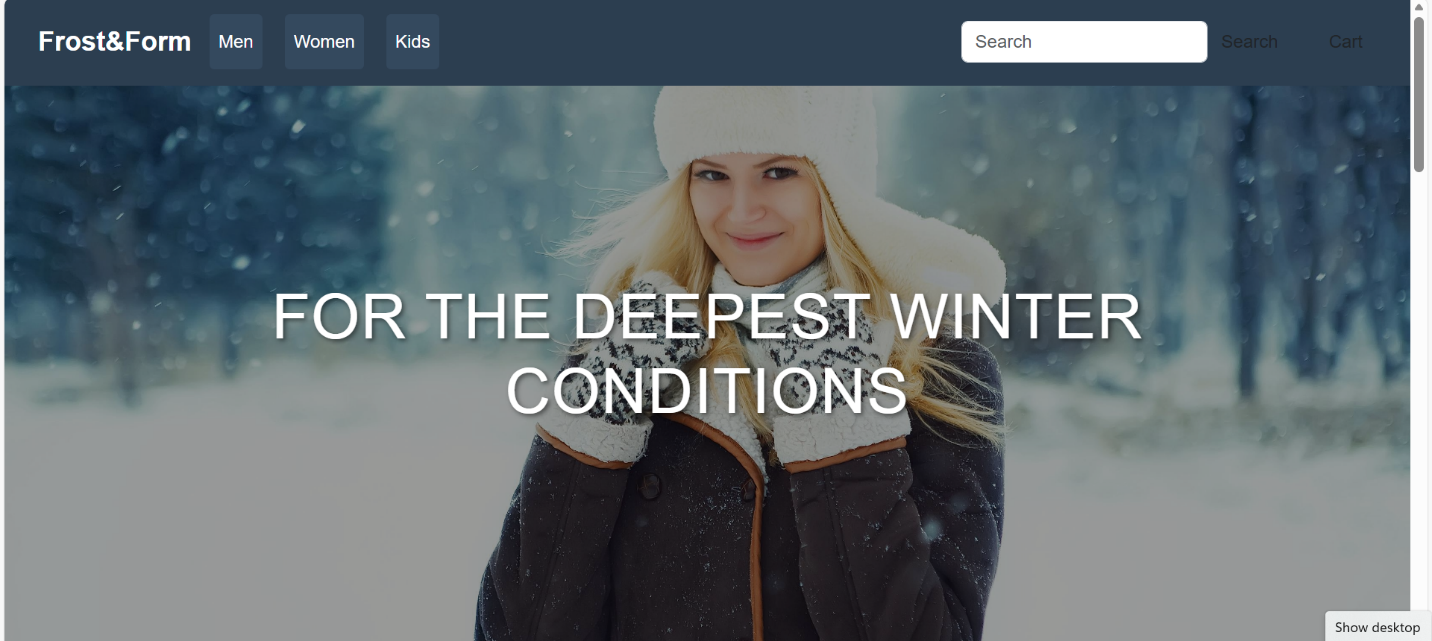 Frost&Form Men Women Kids Search Search Cart
FOR THE DEEPEST WINTER
CONDITIONS
Show desktop